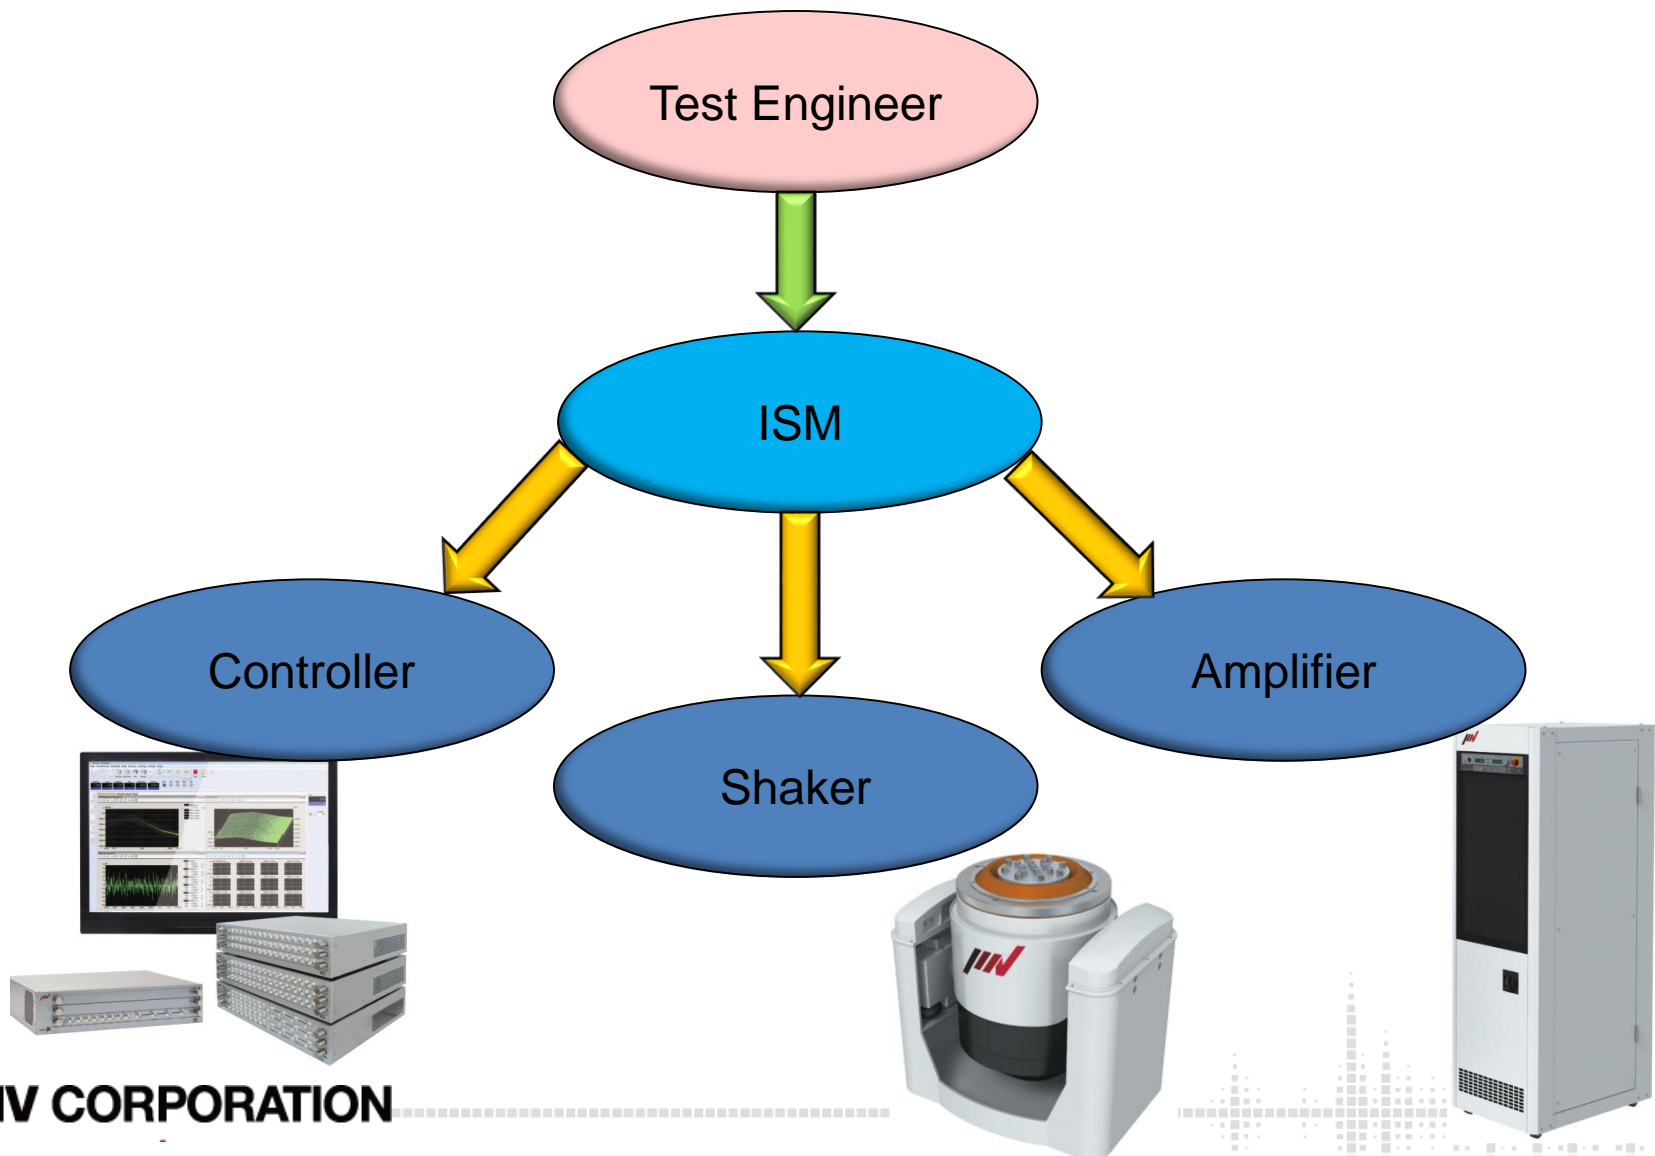 Test Engineer
ISM
Controller
Amplifier
Shaker
IV CORPORATION